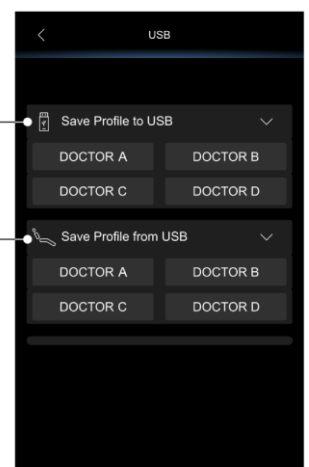 USB
Save Profile to USB
DOCTOR A DOCTOR B
DOCTOR C DOCTOR D
Save Profile from USB
DOCTOR A DOCTOR B
DOCTOR C DOCTOR D